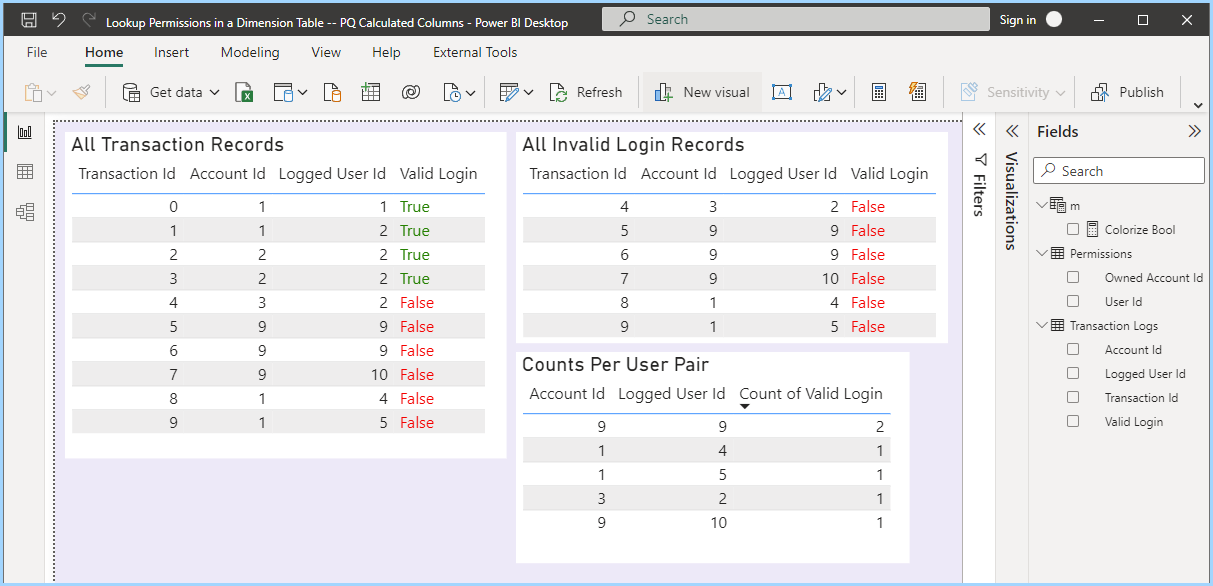 Lookup Permissions in a Dimension Table -- PQ Calculated Columns - Power BI Desktop
Search
Sign in
File Home Insert Modeling View Help External Tools
Get data Refresh New visual Sensitivity Publish
All Transaction Records
Transaction Id Account Id Logged User Id Valid Login
0 1 1 True
1 1 2 True
2 2 2 True
3 2 2 True
4 3 2 False
5 9 9 False
6 9 9 False
7 9 10 False
8 1 4 False
9 1 5 False
All Invalid Login Records
Transaction Id Account Id Logged User Id Valid Login
4 3 2 False
5 9 9 False
6 9 9 False
7 9 10 False
8 1 4 False
9 1 5 False
Counts Per User Pair
Account Id Logged User Id Count of Valid Login
9 9 2
1 4 1
1 5 1
3 2 1
9 10 1
Filters
Visualizations
Fields
Search
m
Colorize Bool
Permissions
Owned Account Id
User Id
Transaction Logs
Account Id
Logged User Id
Transaction Id
Valid Login